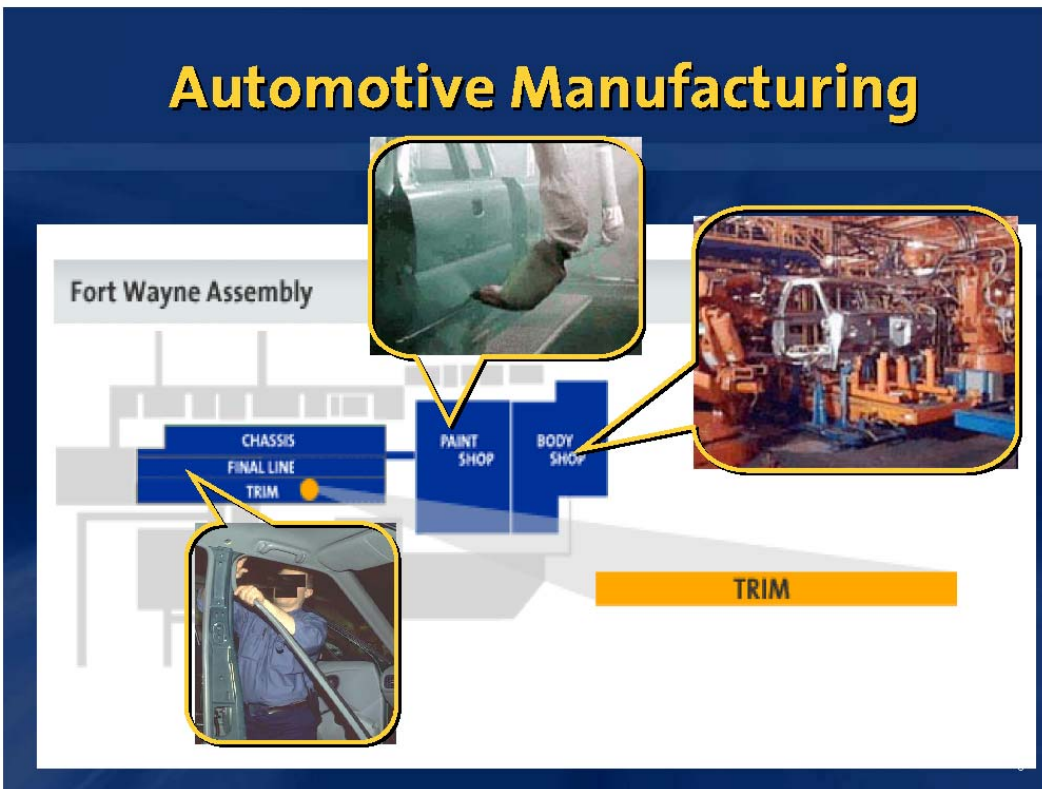 Automotive Manufacturing
Fort Wayne Assembly
CHASSIS
FINAL LINE
TRIM
PAINT
SHOP
BODY
SHOP
TRIM